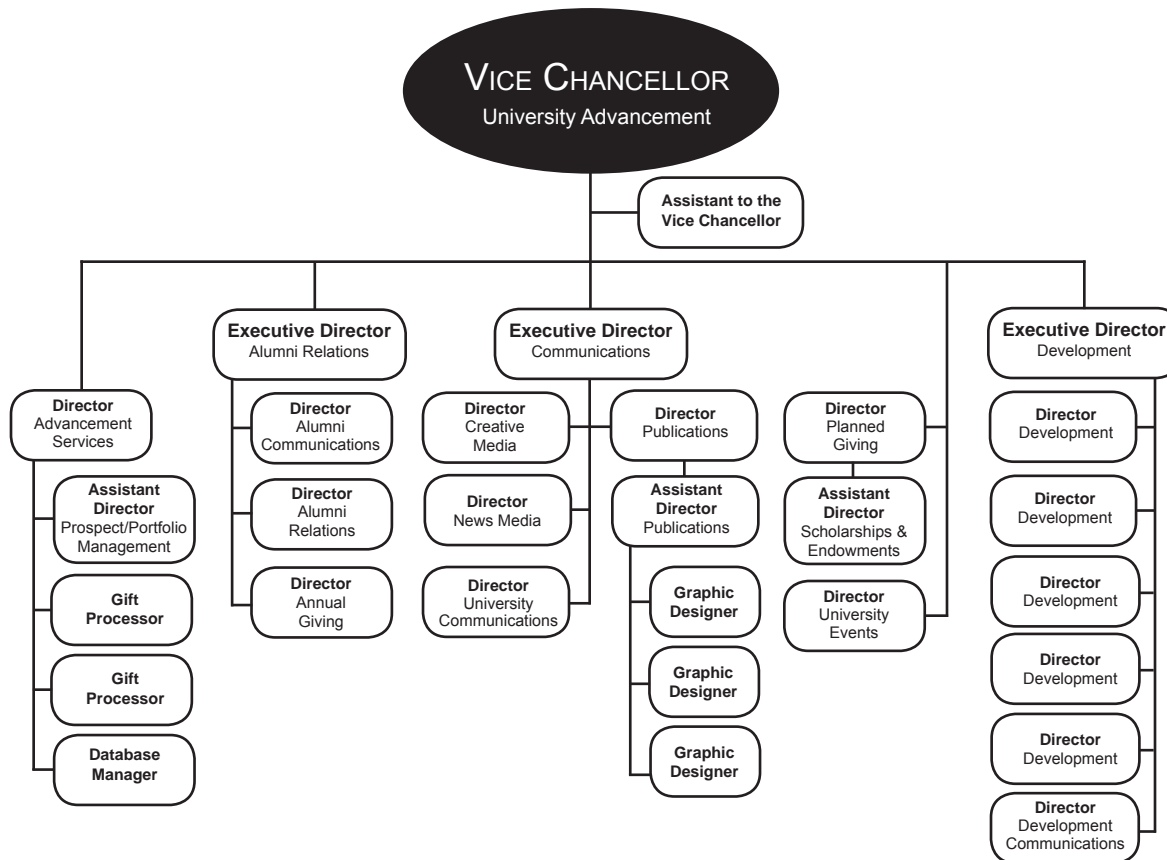 VICE CHANCELLOR
University Advancement
Assistant to the
Vice Chancellor
Executive Director
Alumni Relations
Executive Director
Communications
Executive Director
Development
Director
Advancement
Services
Assistant
Director
Prospect/Portfolio
Management
Gift
Processor
Gift
Processor
Database
Manager
Director
Alumni
Communications
Director
Alumni
Relations
Director
Annual
Giving
Director
Creative
Media
Director
News Media
Director
University
Communications
Director
Publications
Assistant
Director
Publications
Graphic
Designer
Graphic
Designer
Graphic
Designer
Director
Planned
Giving
Assistant
Director
Scholarships &
Endowments
Director
University
Events
Director
Development
Director
Development
Director
Development
Director
Development
Director
Development
Director
Development
Communications